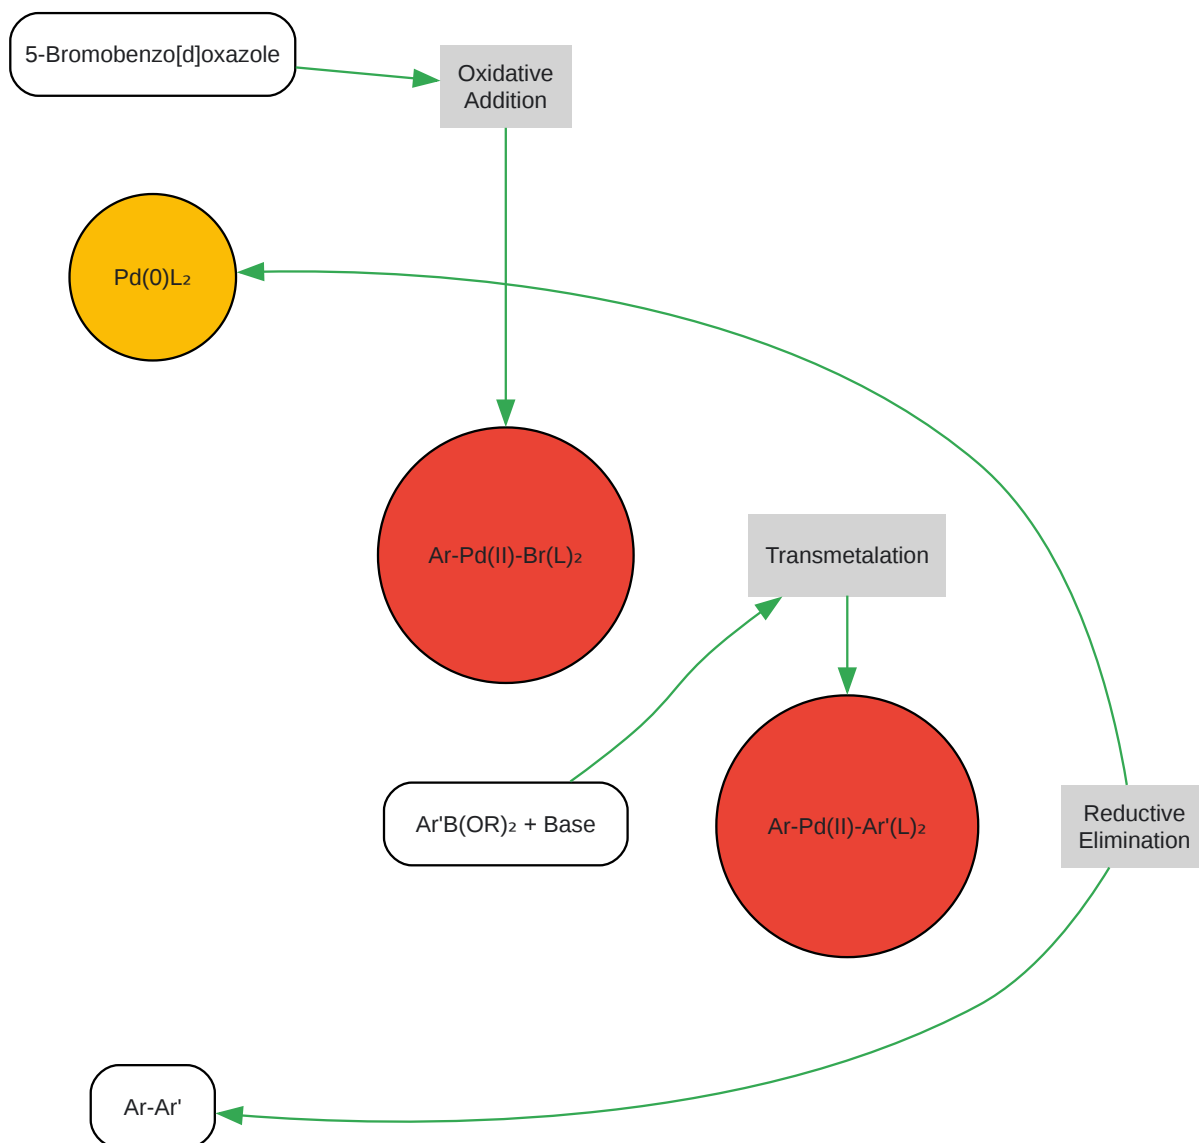 5-Bromobenzo[d]oxazole
Oxidative
Addition
Pd(0)L₂
Ar-Pd(II)-Br(L)₂
Transmetalation
Ar'B(OR)₂ + Base
Ar-Pd(II)-Ar'(L)₂
Reductive
Elimination
Ar-Ar'